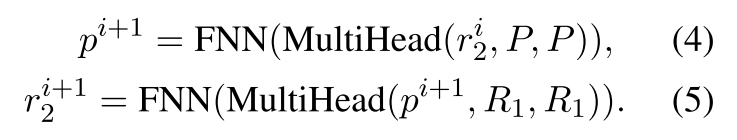 p^{i+1} = FNN(MultiHead(r_2^i, P, P)), (4)
r_2^{i+1} = FNN(MultiHead(p^{i+1}, R_1, R_1)). (5)